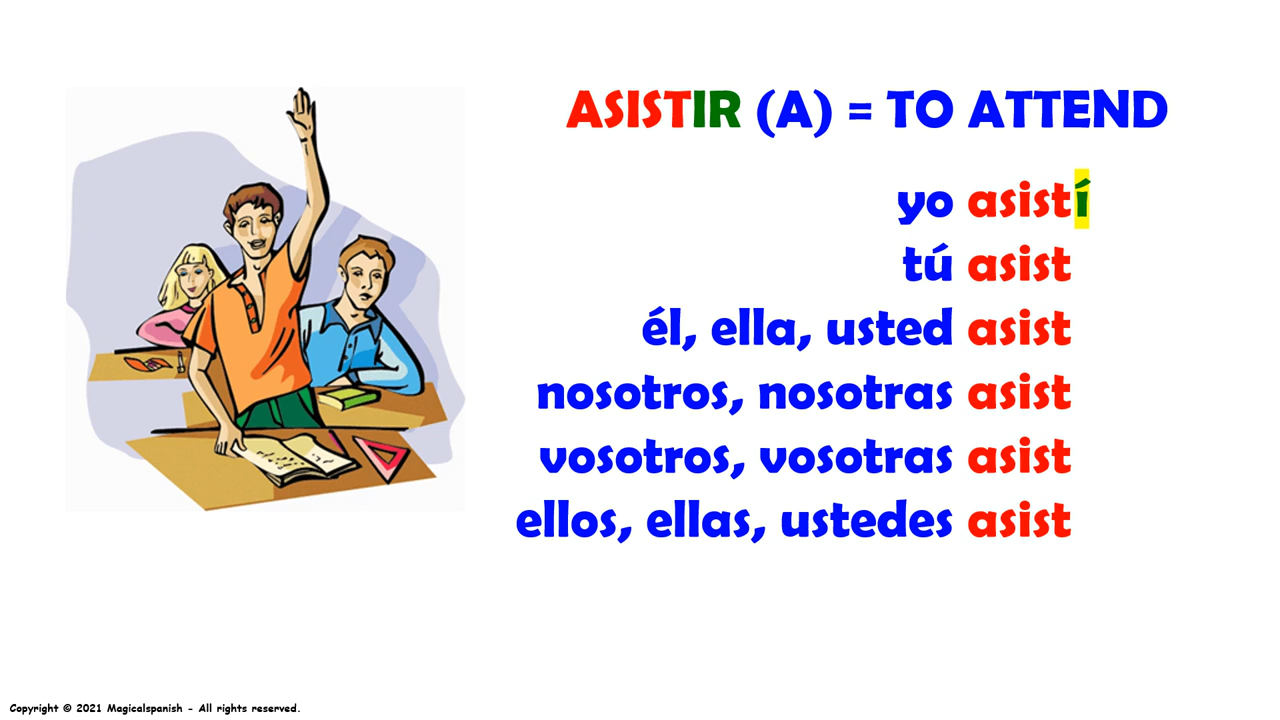 ASISTIR (A) = TO ATTEND
yo asistí
tú asist
él, ella, usted asist
nosotros, nosotras asist
vosotros, vosotras asist
ellos, ellas, ustedes asist
Copyright © 2021 Magicalspanish - All rights reserved.